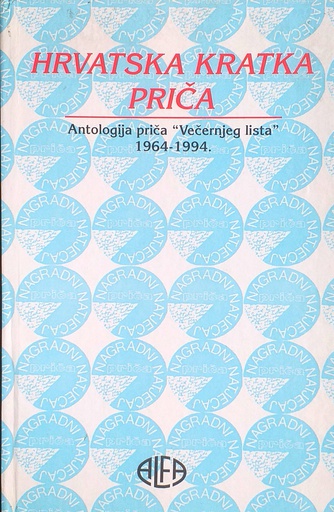 HRVATSKA KRATKA
PRIČA
Antologija priča "Večernjeg lista"
1964-1994.
NAGRADNI NATJEČAJ
priča
ALFA